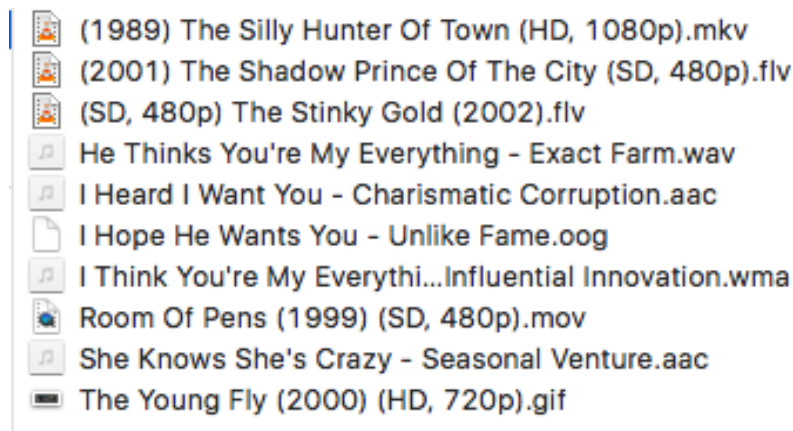 (1989) The Silly Hunter Of Town (HD, 1080p).mkv
(2001) The Shadow Prince Of The City (SD, 480p).flv
(SD, 480p) The Stinky Gold (2002).flv
He Thinks You're My Everything - Exact Farm.wav
I Heard I Want You - Charismatic Corruption.aac
I Hope He Wants You - Unlike Fame.oog
I Think You're My Everythi...Influential Innovation.wma
Room Of Pens (1999) (SD, 480p).mov
She Knows She's Crazy - Seasonal Venture.aac
The Young Fly (2000) (HD, 720p).gif